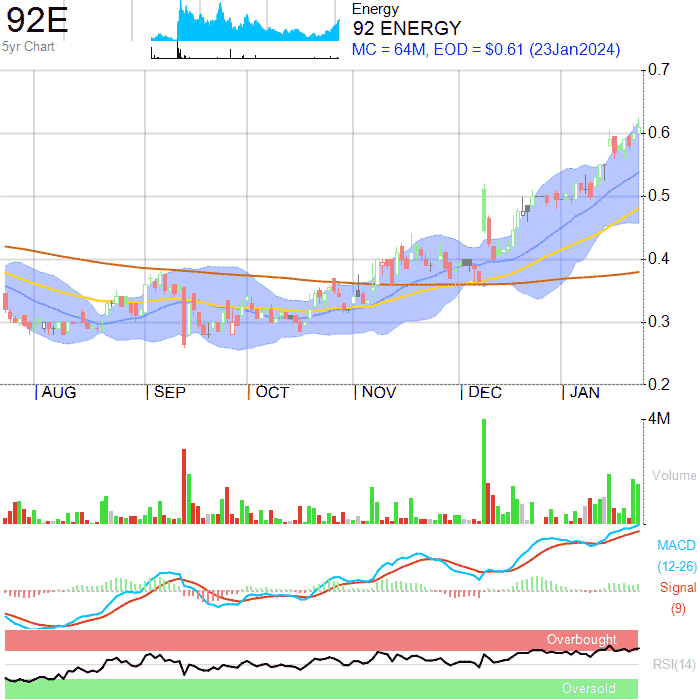 92E
5yr Chart
Energy
92 ENERGY
MC = 64M, EOD = $0.61 (23Jan2024)
0.7
0.6
0.5
0.4
0.3
0.2
AUG SEP OCT NOV DEC JAN
4M
Volume
MACD
(12-26)
Signal
(9)
Overbought
RSI(14)
Oversold